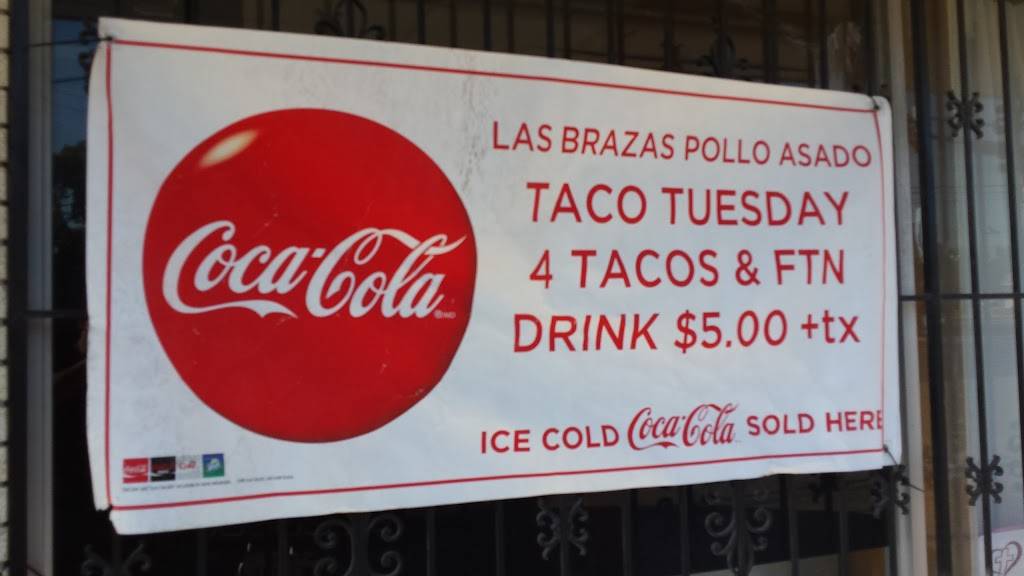 LAS BRAZAS POLLO ASADO
TACO TUESDAY
4 TACOS & FTN
DRINK $5.00 +tx
Coca-Cola
ICE COLD Coca-Cola SOLD HERE